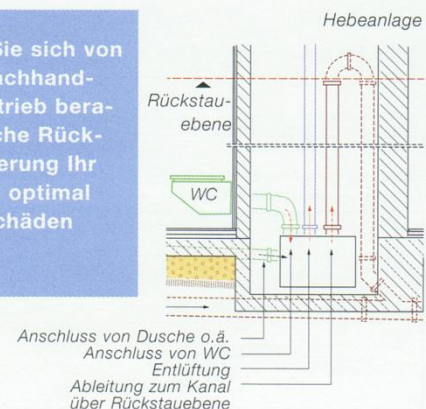 Sie sich von
achhand-
trieb bera-
che Rück-
erung Ihr
optimal
chäden
Hebeanlage
Rückstau-
ebene
WC
Anschluss von Dusche o.ä.
Anschluss von WC
Entlüftung
Ableitung zum Kanal
über Rückstauebene